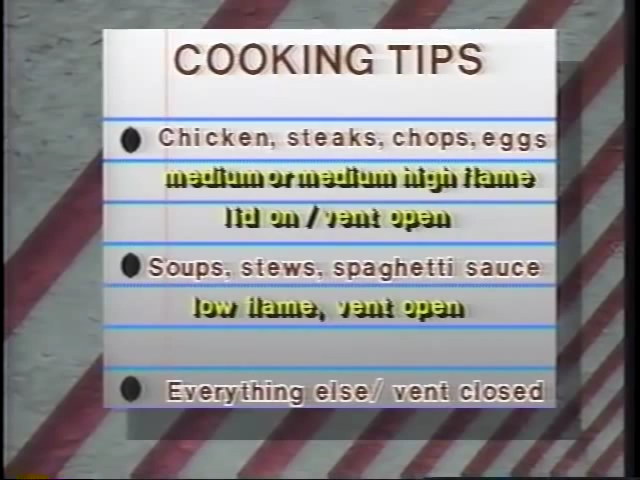 COOKING TIPS
Chicken, steaks, chops, eggs
medium or medium high flame
lid on / vent open
Soups, stews, spaghetti sauce
low flame, vent open
Everything else/ vent closed